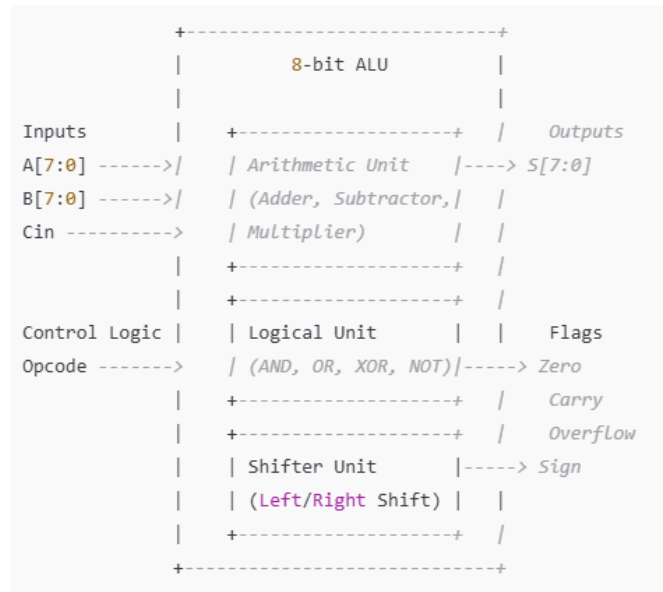 +-----------------------------+
|        8-bit ALU            |
|                             |
Inputs         |    +---------------------+  |    Outputs
A[7:0] ------>|    | Arithmetic Unit     |----> S[7:0]
B[7:0] ------>|    | (Adder, Subtractor,|   |
Cin ---------->    | Multiplier)         |  |
|    +---------------------+  |
|    +---------------------+  |
Control Logic |    | Logical Unit        |  |    Flags
Opcode ------->    | (AND, OR, XOR, NOT)|-----> Zero
|    +---------------------+  |    Carry
|    +---------------------+  |    Overflow
|    | Shifter Unit        |-----> Sign
|    | (Left/Right Shift) |   |
|    +---------------------+  |
+-----------------------------+